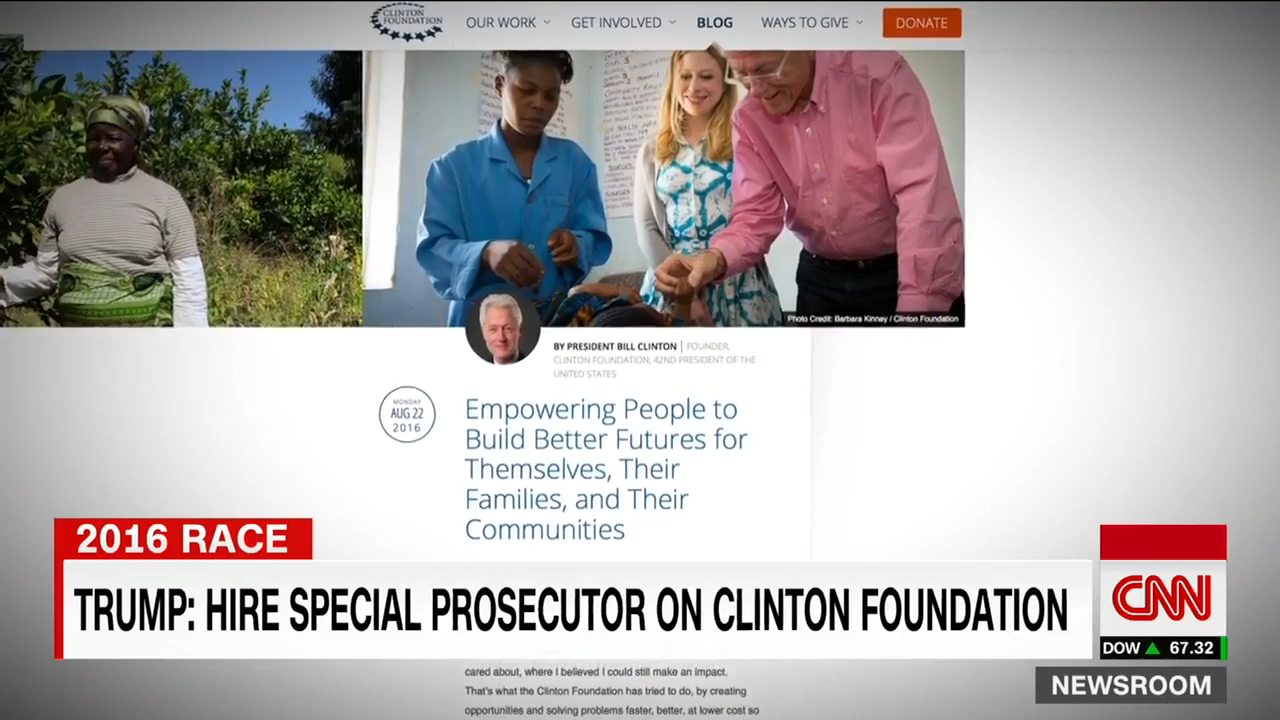 CLINTON
FOUNDATION
OUR WORK
GET INVOLVED
BLOG
WAYS TO GIVE
DONATE
Photo Credit: Barbara Kinney / Clinton Foundation
BY PRESIDENT BILL CLINTON | FOUNDER,
CLINTON FOUNDATION, 42ND PRESIDENT OF THE
UNITED STATES
MONDAY
AUG 22
2016
Empowering People to
Build Better Futures for
Themselves, Their
Families, and Their
Communities
2016 RACE
TRUMP: HIRE SPECIAL PROSECUTOR ON CLINTON FOUNDATION
CNN
DOW ▲ 67.32
NEWSROOM
cared about, where I believed I could still make an impact.
That's what the Clinton Foundation has tried to do, by creating
opportunities and solving problems faster, better, at lower cost so